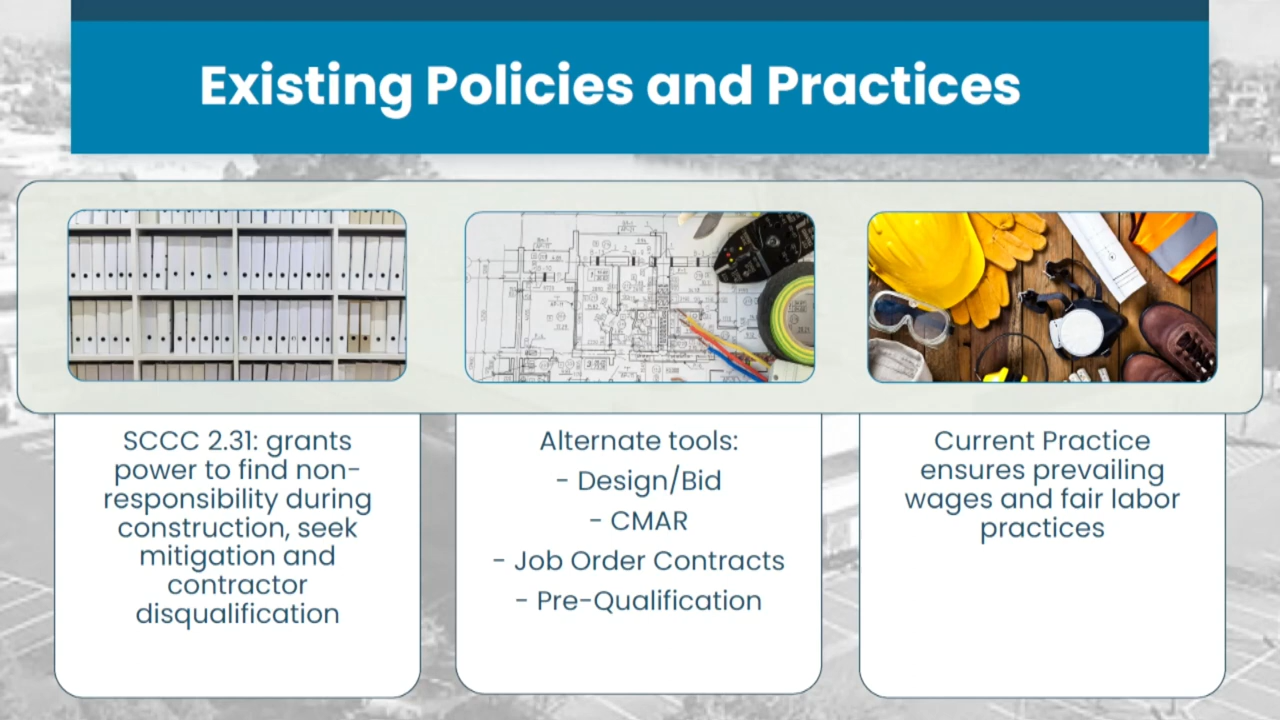 Existing Policies and Practices
SCCC 2.31: grants
power to find non-
responsibility during
construction, seek
mitigation and
contractor
disqualification
Alternate tools:
- Design/Bid
- CMAR
- Job Order Contracts
- Pre-Qualification
Current Practice
ensures prevailing
wages and fair labor
practices